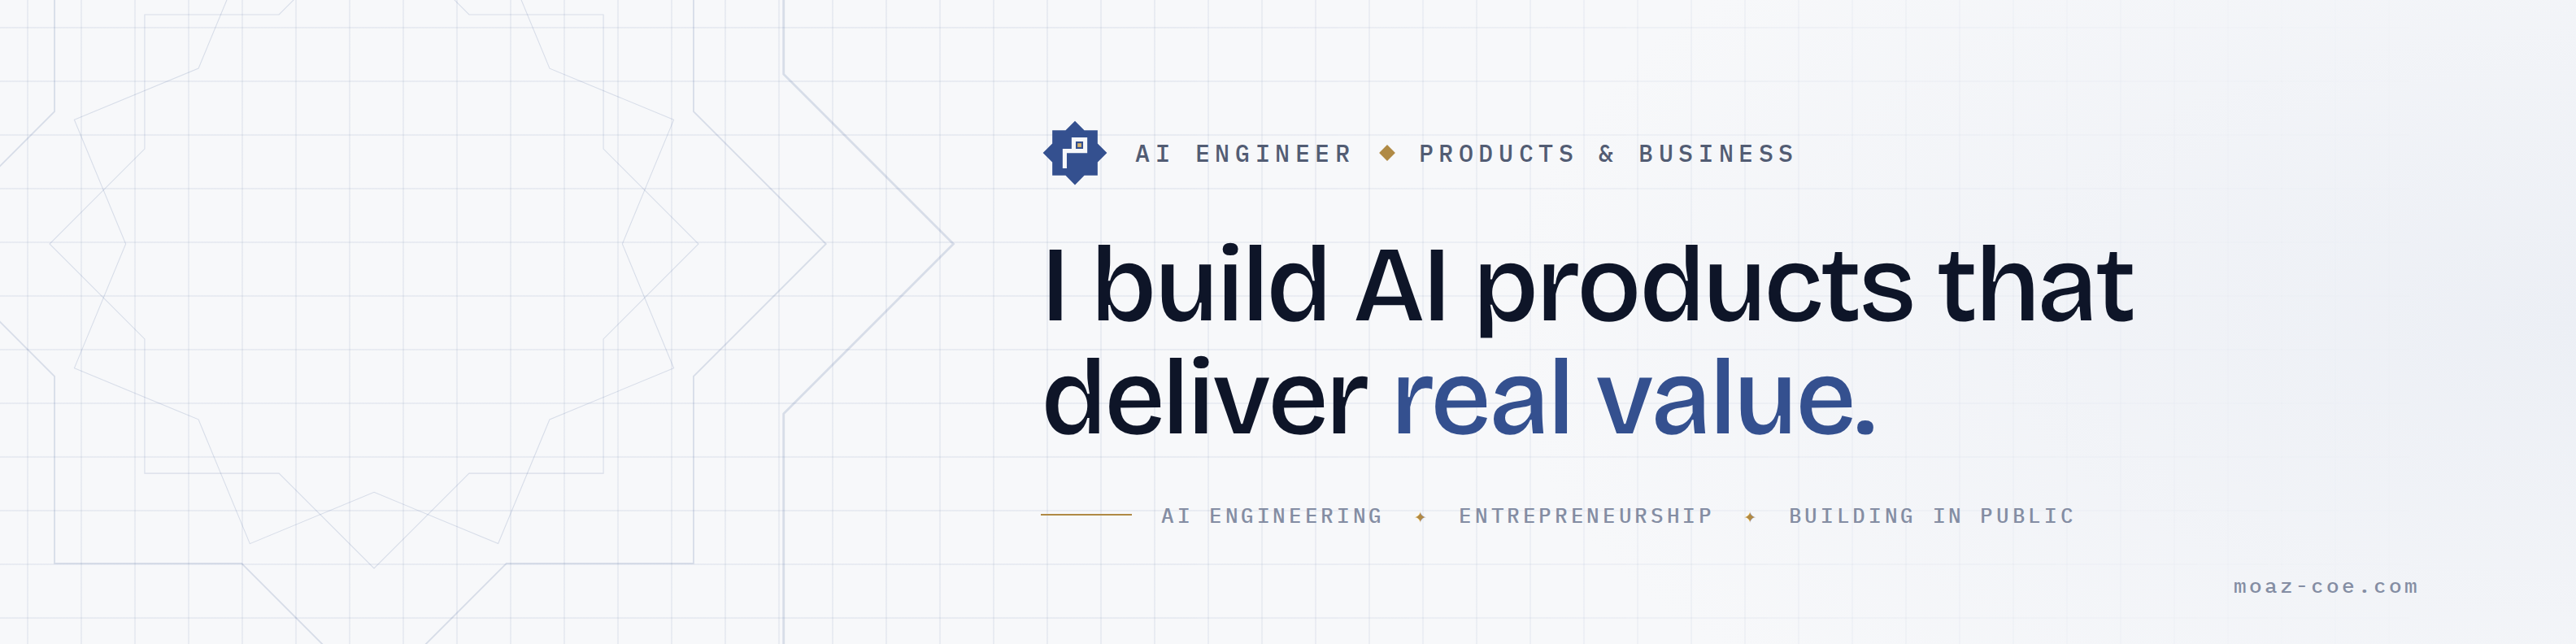 AI ENGINEER ◆ PRODUCTS & BUSINESS
I build AI products that
deliver real value.
AI ENGINEERING ✦ ENTREPRENEURSHIP ✦ BUILDING IN PUBLIC
moaz-coe.com